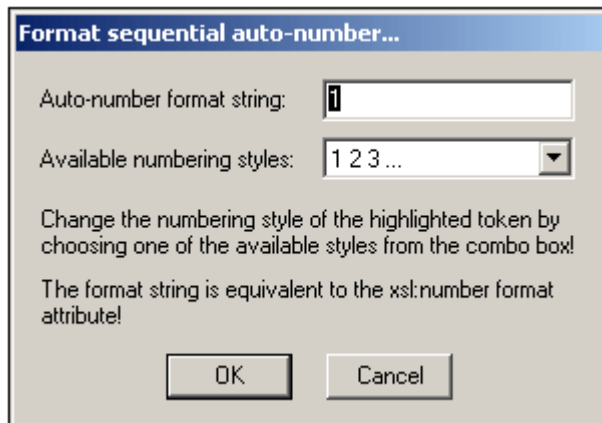 Format sequential auto-number...
Auto-number format string: 1
Available numbering styles: 1 2 3 ...
Change the numbering style of the highlighted token by
choosing one of the available styles from the combo box!
The format string is equivalent to the xsl:number format
attribute!
OK Cancel